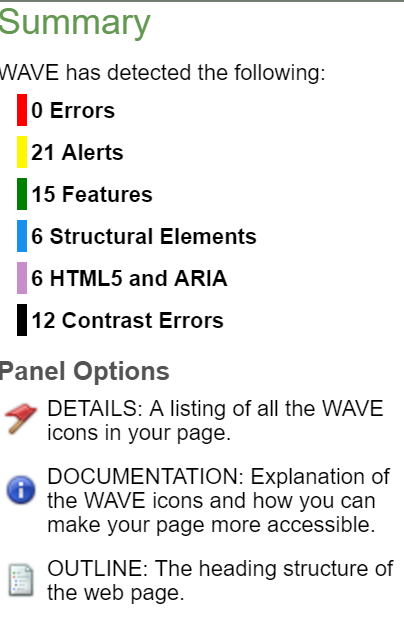 Summary
WAVE has detected the following:
0 Errors
21 Alerts
15 Features
6 Structural Elements
6 HTML5 and ARIA
12 Contrast Errors
Panel Options
DETAILS: A listing of all the WAVE
icons in your page.
DOCUMENTATION: Explanation of
the WAVE icons and how you can
make your page more accessible.
OUTLINE: The heading structure of
the web page.